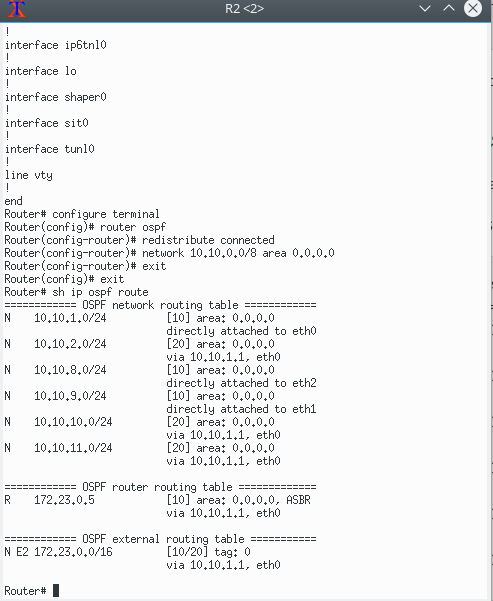 R2 <2>
!
interface ip6tnl0
!
interface lo
!
interface shaper0
!
interface sit0
!
interface tunl0
!
line vty
!
end
Router# configure terminal
Router(config)# router ospf
Router(config-router)# redistribute connected
Router(config-router)# network 10.10.0.0/8 area 0.0.0.0
Router(config-router)# exit
Router(config)# exit
Router# sh ip ospf route
============ OSPF network routing table ============
N    10.10.1.0/24          [10] area: 0.0.0.0
                           directly attached to eth0
N    10.10.2.0/24          [20] area: 0.0.0.0
                           via 10.10.1.1, eth0
N    10.10.8.0/24          [10] area: 0.0.0.0
                           directly attached to eth2
N    10.10.9.0/24          [10] area: 0.0.0.0
                           directly attached to eth1
N    10.10.10.0/24         [20] area: 0.0.0.0
                           via 10.10.1.1, eth0
N    10.10.11.0/24         [20] area: 0.0.0.0
                           via 10.10.1.1, eth0
============ OSPF router routing table =============
R    172.23.0.5            [10] area: 0.0.0.0, ASBR
                           via 10.10.1.1, eth0
============ OSPF external routing table ===========
N E2 172.23.0.0/16         [10/20] tag: 0
                           via 10.10.1.1, eth0
Router#